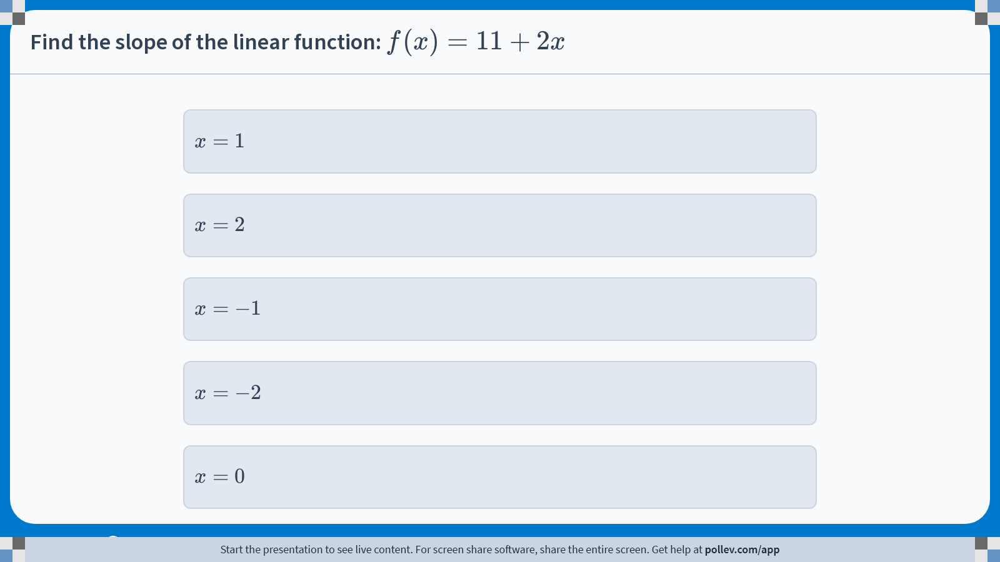 Find the slope of the linear function: f(x) = 11 + 2x
x = 1
x = 2
x = −1
x = −2
x = 0
Start the presentation to see live content. For screen share software, share the entire screen. Get help at pollev.com/app